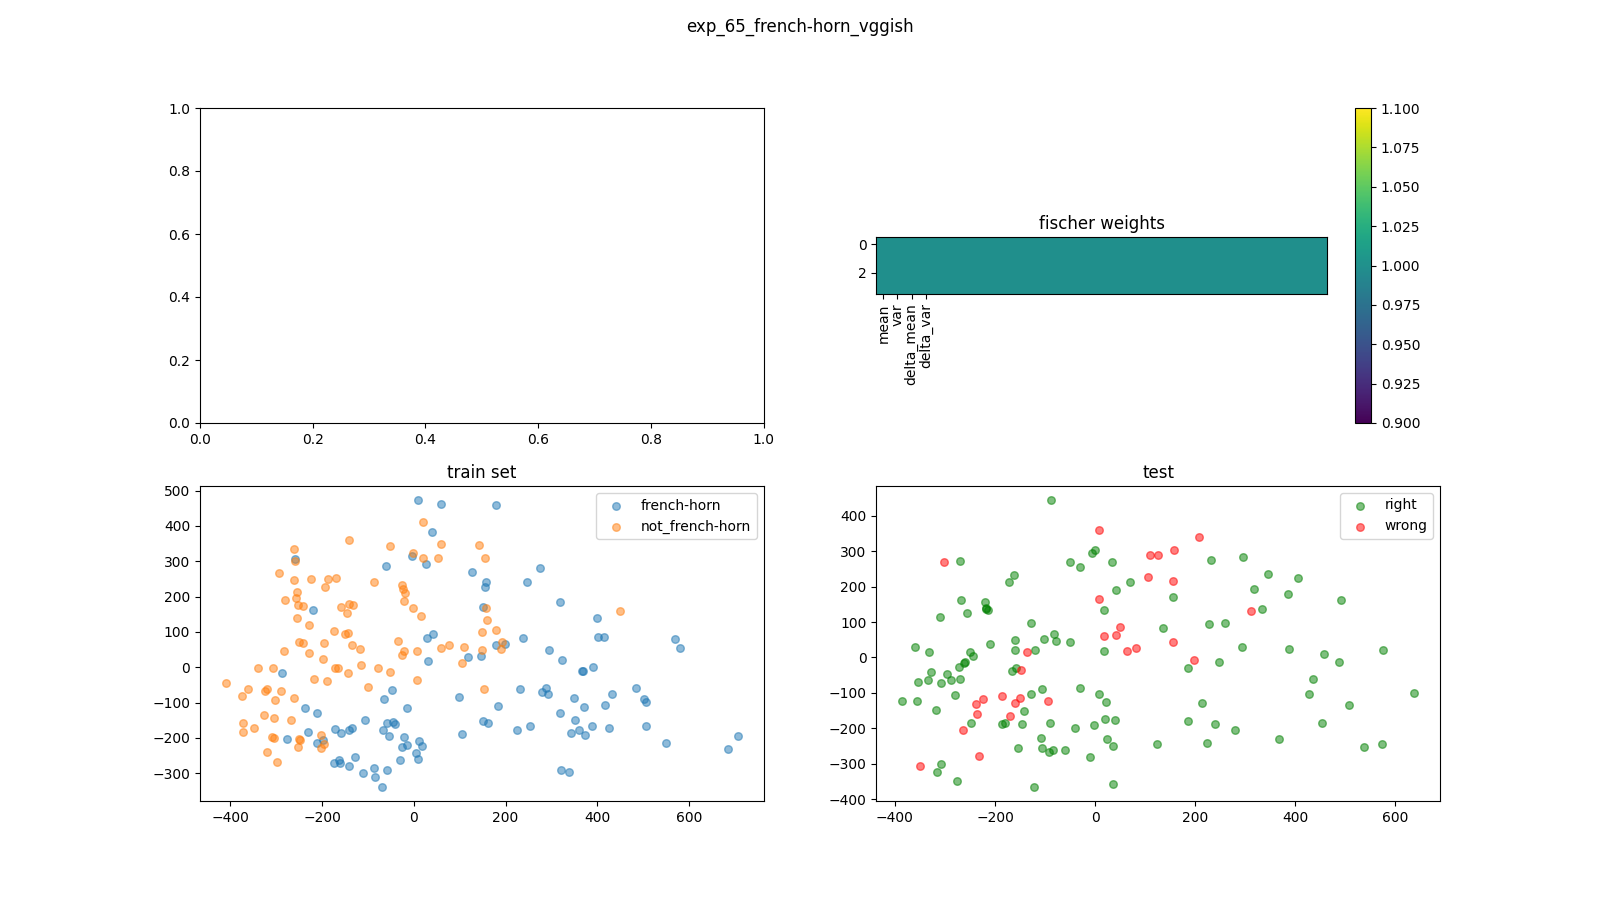 exp_65_french-horn_vggish
1.0
0.8
0.6
0.4
0.2
0.0
0.0 0.2 0.4 0.6 0.8 1.0
fischer weights
0
2
mean
var
delta_mean
delta_var
1.100
1.075
1.050
1.025
1.000
0.975
0.950
0.925
0.900
train set
500
400
300
200
100
0
−100
−200
−300
−400 −200 0 200 400 600
french-horn
not_french-horn
test
400
300
200
100
0
−100
−200
−300
−400
−400 −200 0 200 400 600
right
wrong